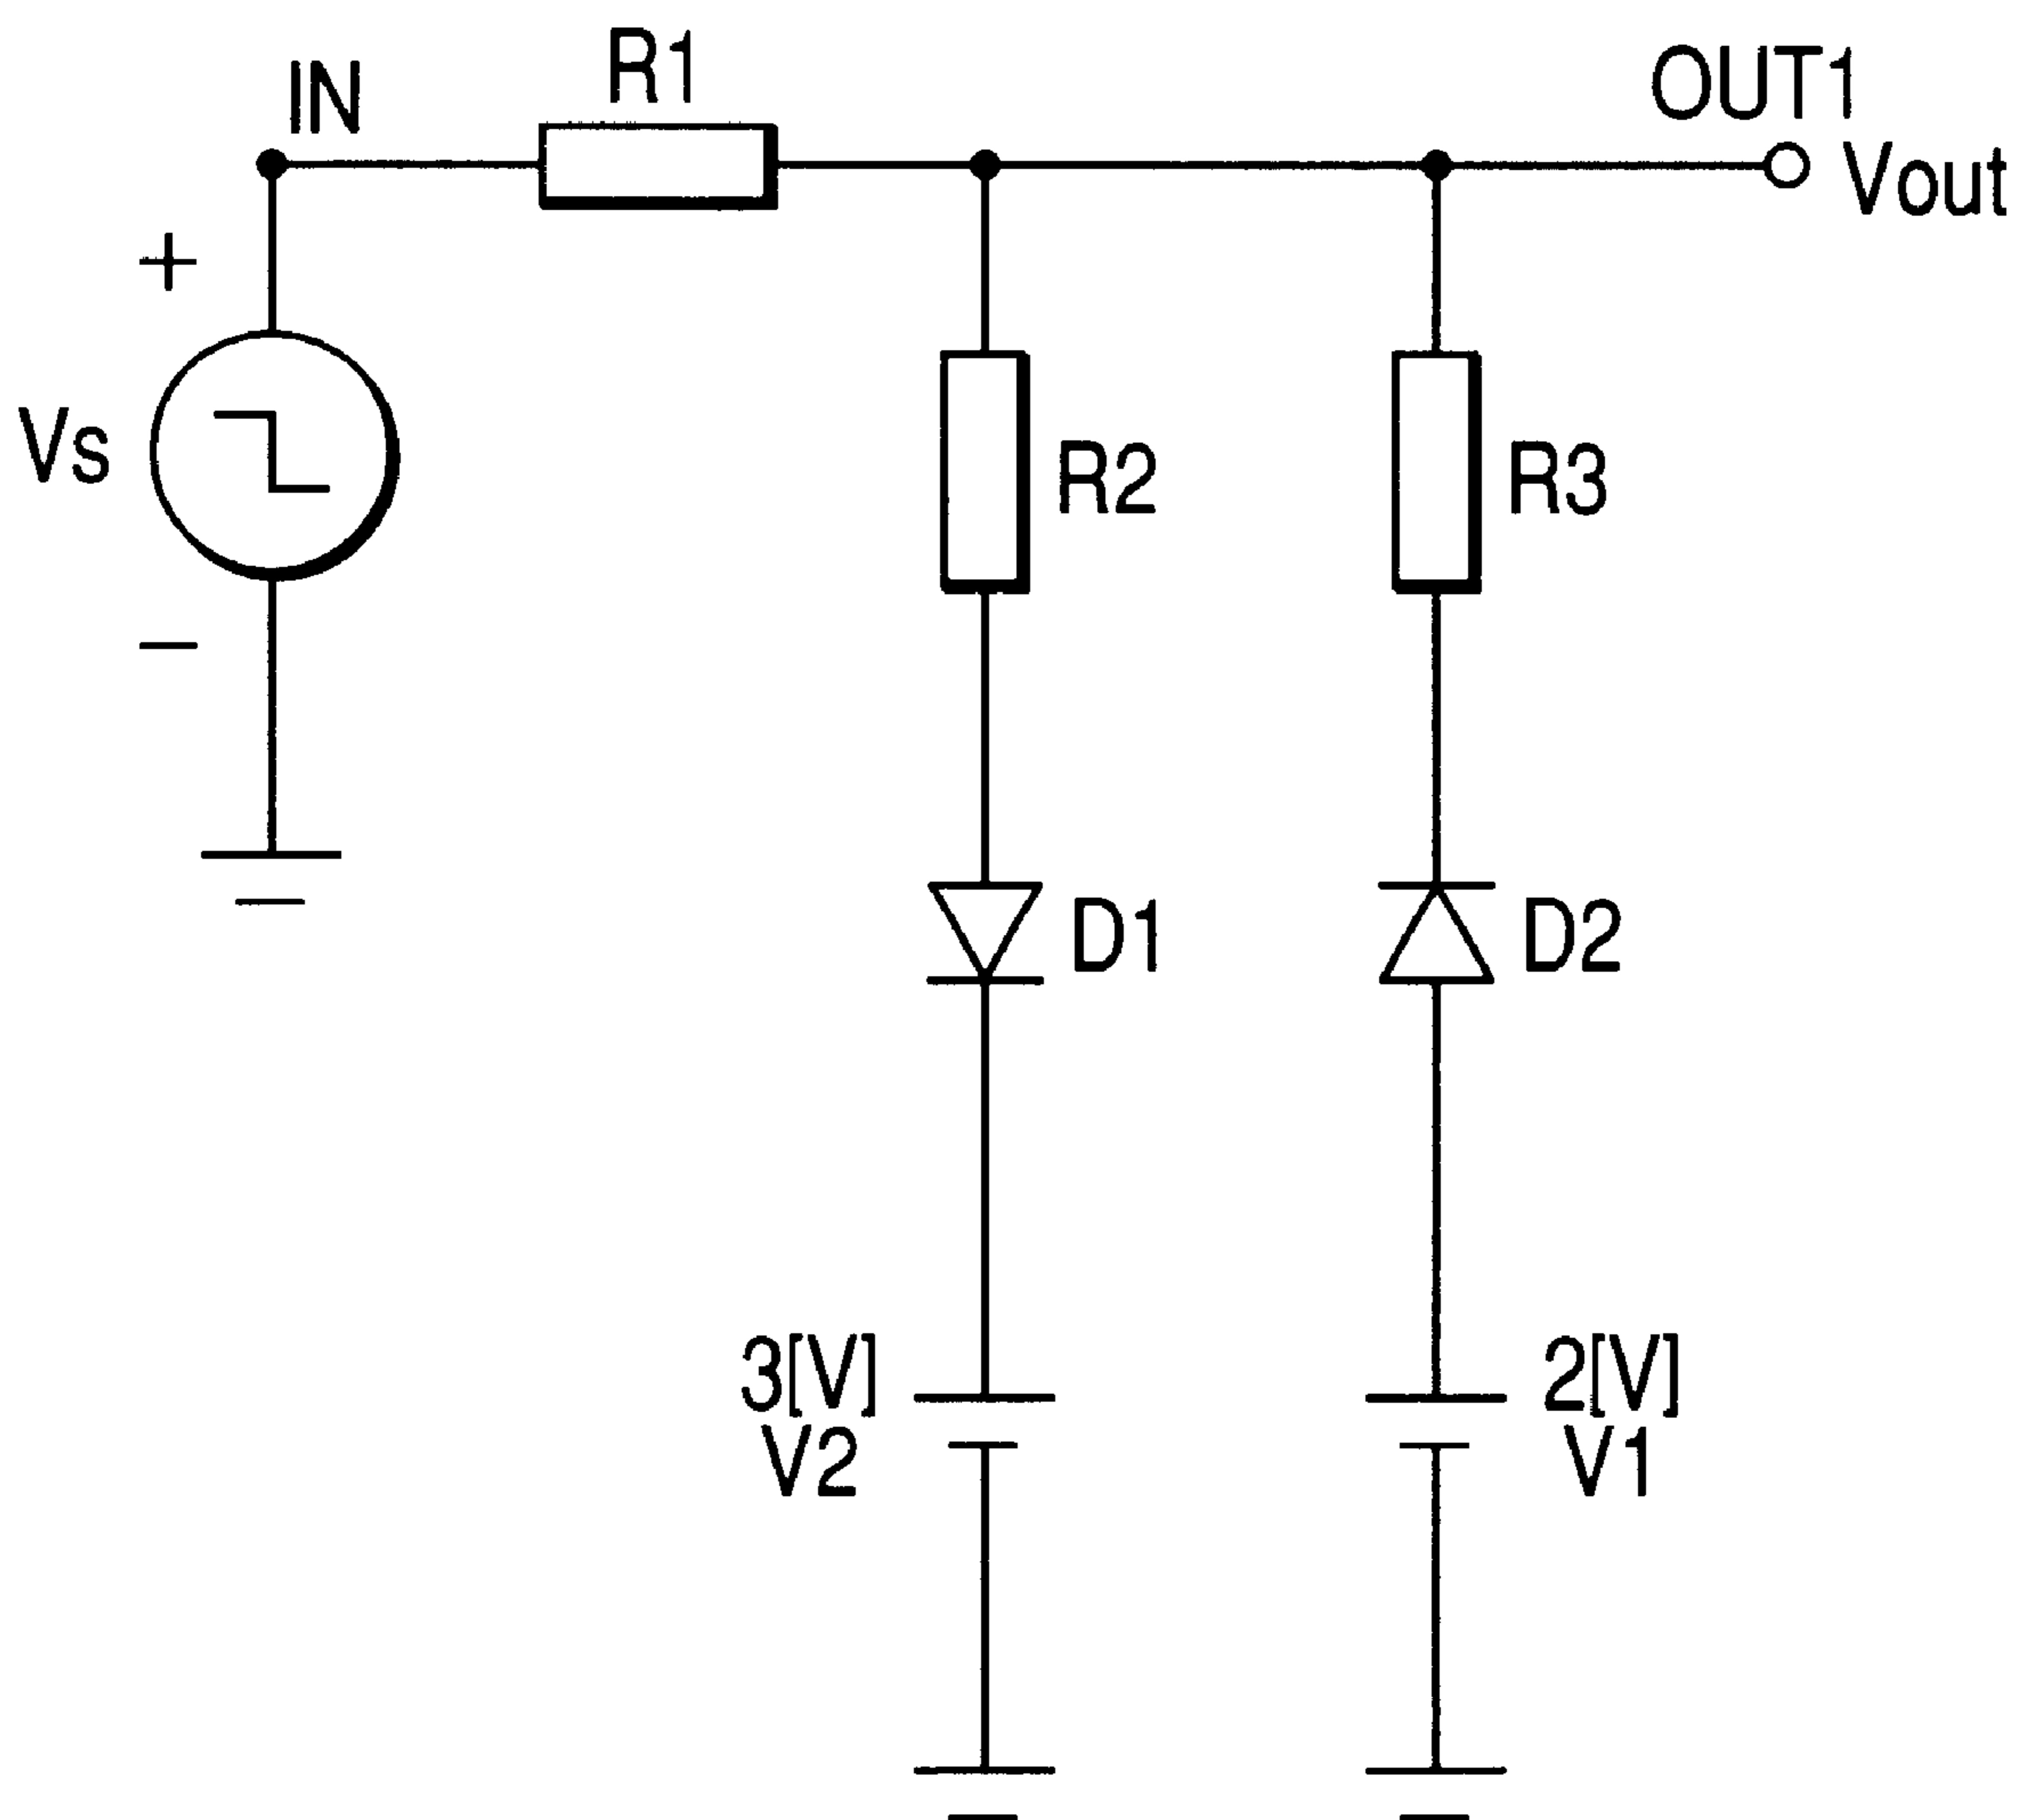 IN
R1
OUT1
Vout
+
Vs
−
R2
R3
D1
D2
3[V]
V2
2[V]
V1